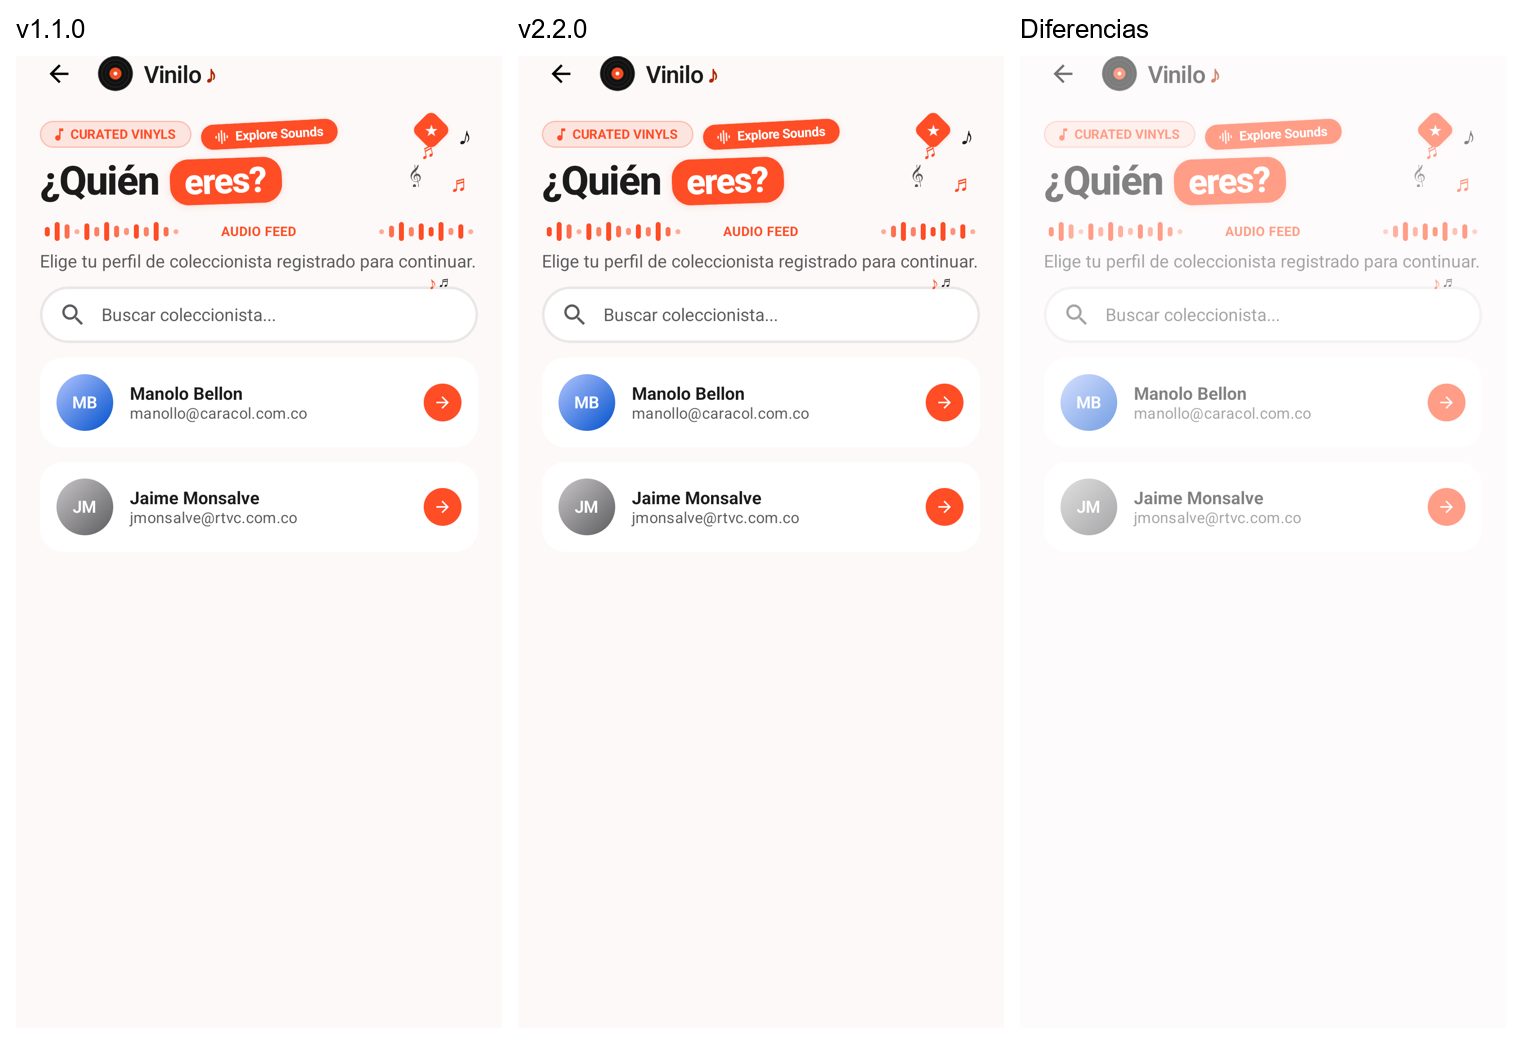 v1.1.0
Vinilo
CURATED VINYLS
Explore Sounds
¿Quién eres?
AUDIO FEED
Elige tu perfil de coleccionista registrado para continuar.
Buscar coleccionista...
MB
Manolo Bellon
manollo@caracol.com.co
JM
Jaime Monsalve
jmonsalve@rtvc.com.co
v2.2.0
Vinilo
CURATED VINYLS
Explore Sounds
¿Quién eres?
AUDIO FEED
Elige tu perfil de coleccionista registrado para continuar.
Buscar coleccionista...
MB
Manolo Bellon
manollo@caracol.com.co
JM
Jaime Monsalve
jmonsalve@rtvc.com.co
Diferencias
Vinilo
CURATED VINYLS
Explore Sounds
¿Quién eres?
AUDIO FEED
Elige tu perfil de coleccionista registrado para continuar.
Buscar coleccionista...
MB
Manolo Bellon
manollo@caracol.com.co
JM
Jaime Monsalve
jmonsalve@rtvc.com.co